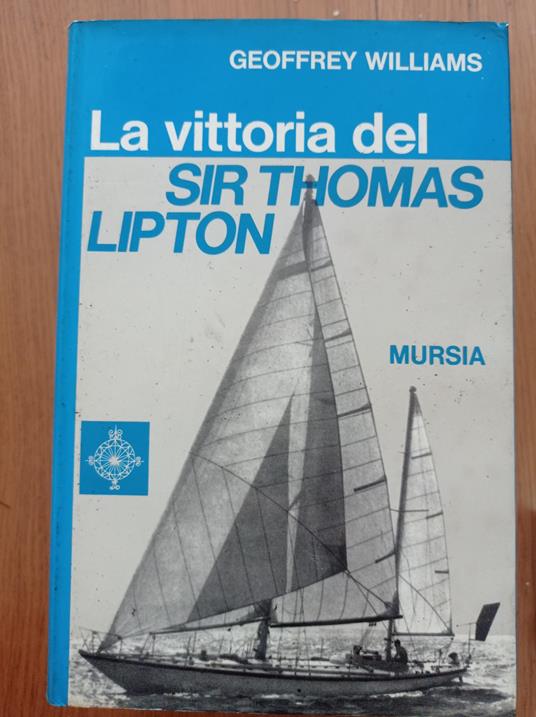 GEOFFREY WILLIAMS
La vittoria del
SIR THOMAS
LIPTON
MURSIA